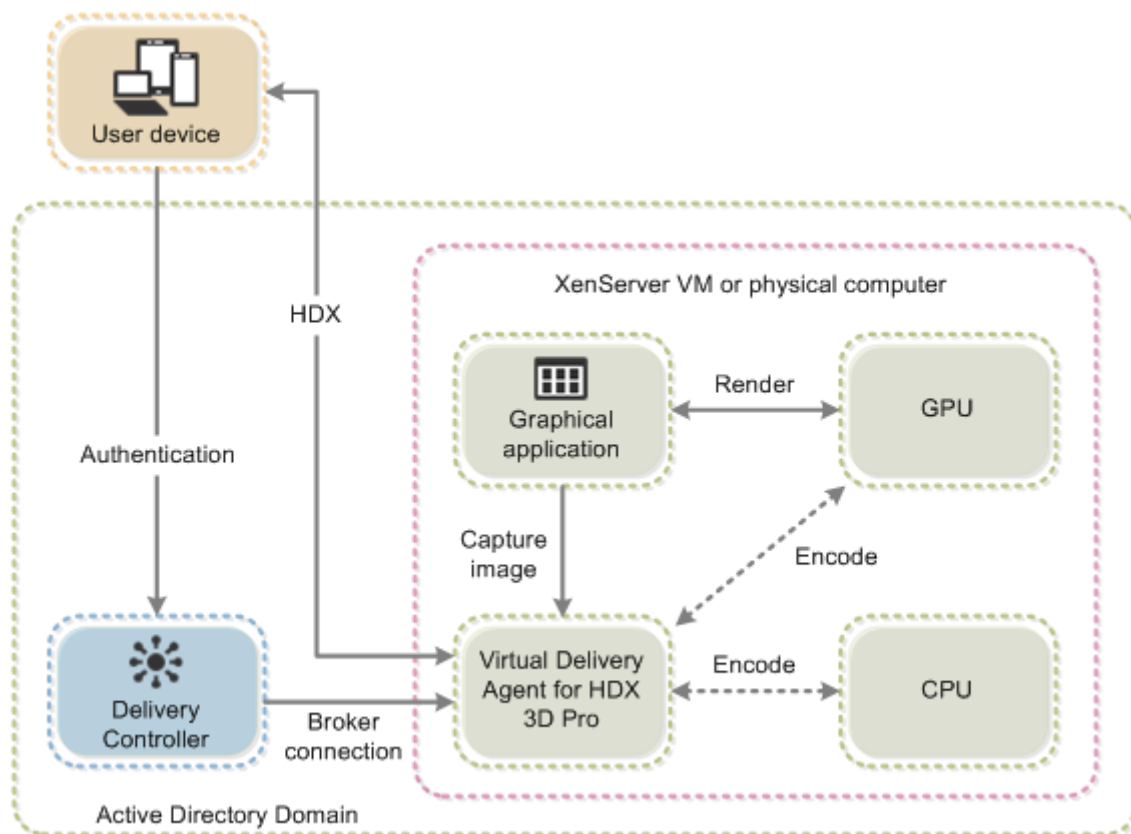 User device
XenServer VM or physical computer
HDX
Graphical
application
Render
GPU
Authentication
Capture
image
Encode
Delivery
Controller
Broker
connection
Virtual Delivery
Agent for HDX
3D Pro
Encode
CPU
Active Directory Domain